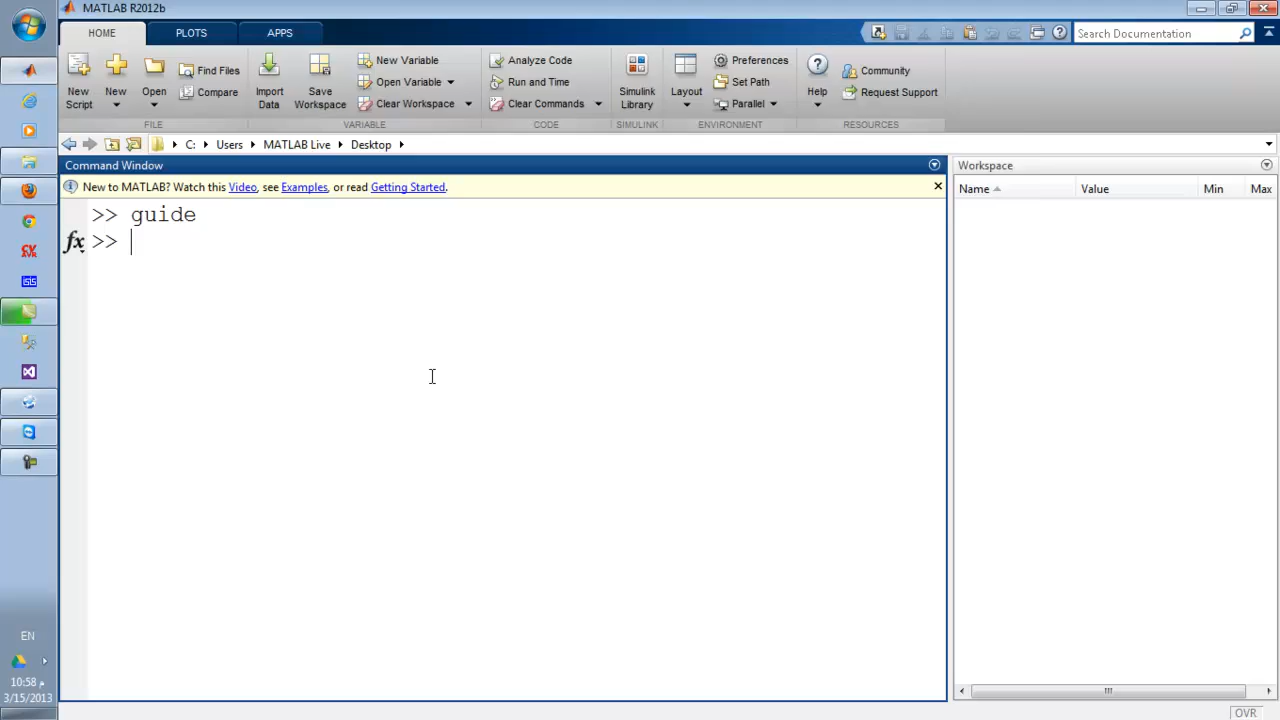 MATLAB R2012b
HOME PLOTS APPS
Search Documentation
New Script
New
Open
Find Files
Compare
Import Data
Save Workspace
New Variable
Open Variable
Clear Workspace
Analyze Code
Run and Time
Clear Commands
Simulink Library
Layout
Preferences
Set Path
Parallel
Help
Community
Request Support
FILE VARIABLE CODE SIMULINK ENVIRONMENT RESOURCES
C: Users MATLAB Live Desktop
Command Window
Workspace
New to MATLAB? Watch this Video, see Examples, or read Getting Started.
Name Value Min Max
>> guide
fx >>
CV
AVR
ISIS
EN
10:58 م
3/15/2013
OVR